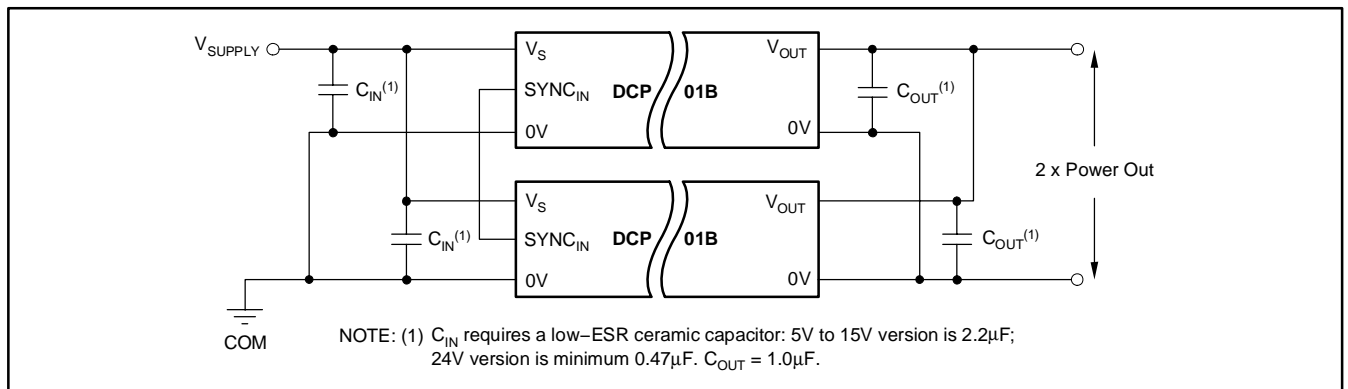 V_SUPPLY
V_S
V_OUT
C_IN(1)
SYNC_IN
DCP
01B
C_OUT(1)
0V
0V
2 x Power Out
V_S
V_OUT
C_IN(1)
SYNC_IN
DCP
01B
C_OUT(1)
0V
0V
COM
NOTE: (1) C_IN requires a low−ESR ceramic capacitor: 5V to 15V version is 2.2μF;
24V version is minimum 0.47μF. C_OUT = 1.0μF.